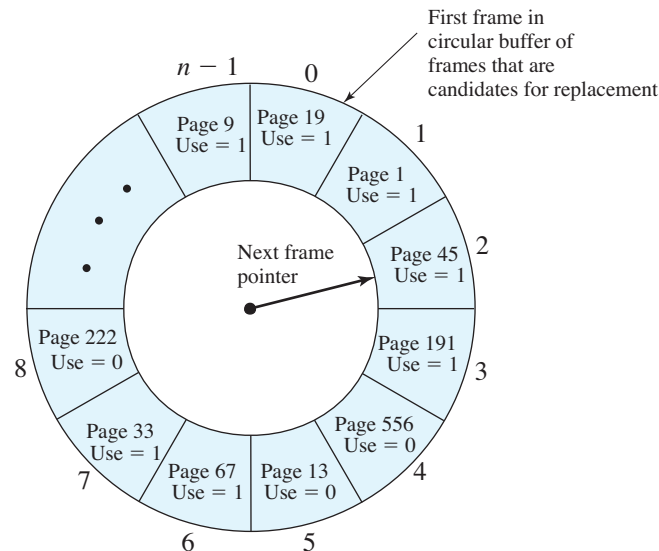 First frame in
circular buffer of
frames that are
candidates for replacement
n − 1
0
Page 9
Use = 1
Page 19
Use = 1
1
Page 1
Use = 1
2
Page 45
Use = 1
Next frame
pointer
Page 191
Use = 1
3
Page 556
Use = 0
4
Page 13
Use = 0
5
Page 67
Use = 1
6
Page 33
Use = 1
7
Page 222
Use = 0
8